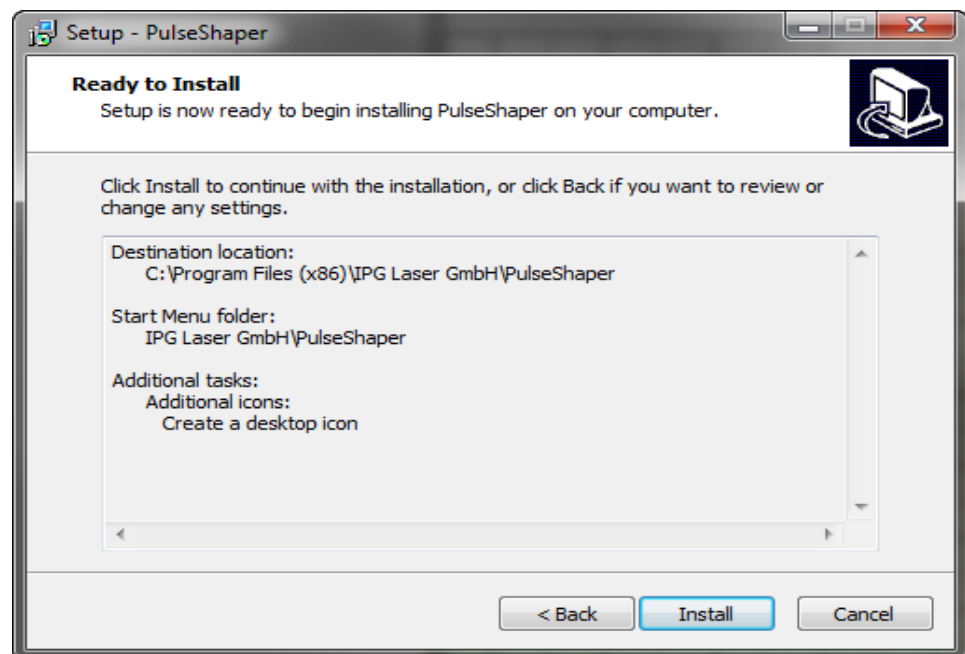 Setup - PulseShaper
Ready to Install
Setup is now ready to begin installing PulseShaper on your computer.
Click Install to continue with the installation, or click Back if you want to review or
change any settings.
Destination location:
C:\Program Files (x86)\IPG Laser GmbH\PulseShaper
Start Menu folder:
IPG Laser GmbH\PulseShaper
Additional tasks:
Additional icons:
Create a desktop icon
< Back
Install
Cancel